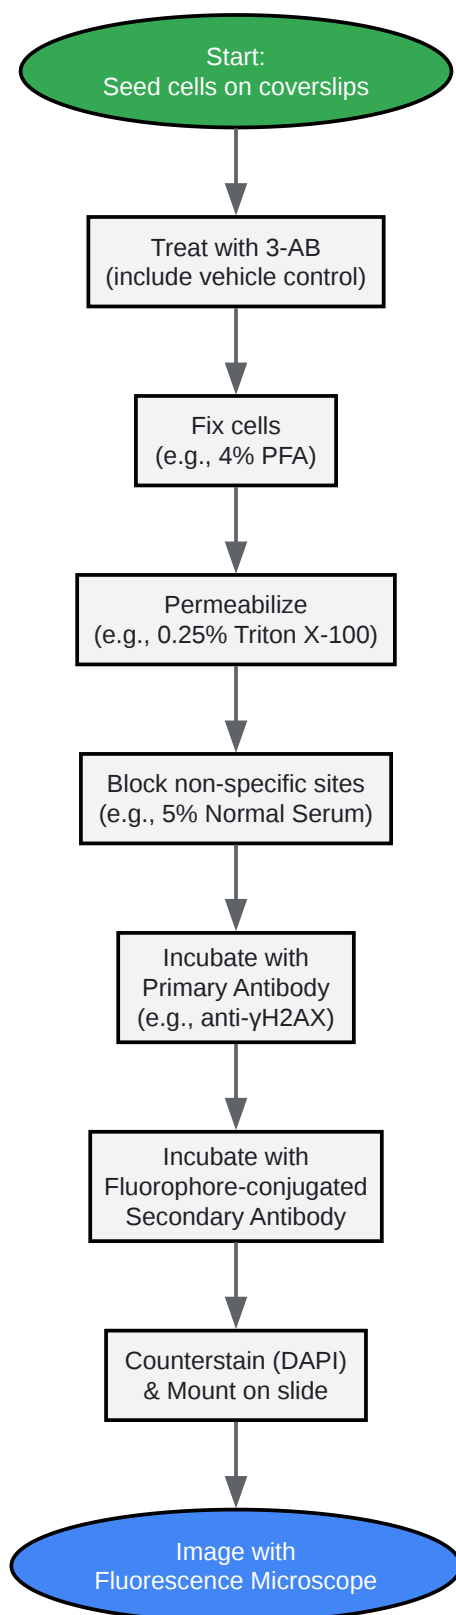 Start:
Seed cells on coverslips
Treat with 3-AB
(include vehicle control)
Fix cells
(e.g., 4% PFA)
Permeabilize
(e.g., 0.25% Triton X-100)
Block non-specific sites
(e.g., 5% Normal Serum)
Incubate with
Primary Antibody
(e.g., anti-γH2AX)
Incubate with
Fluorophore-conjugated
Secondary Antibody
Counterstain (DAPI)
& Mount on slide
Image with
Fluorescence Microscope